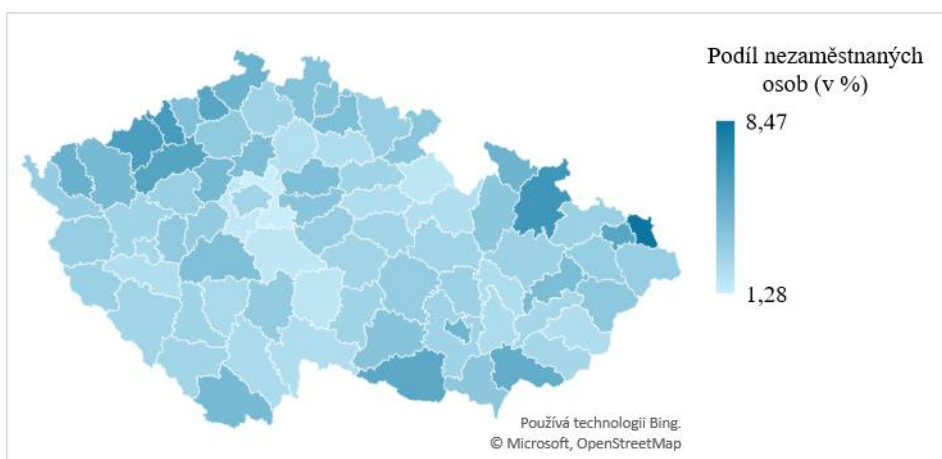 Podíl nezaměstnaných
osob (v %)
8,47
1,28
Používá technologii Bing.
© Microsoft, OpenStreetMap